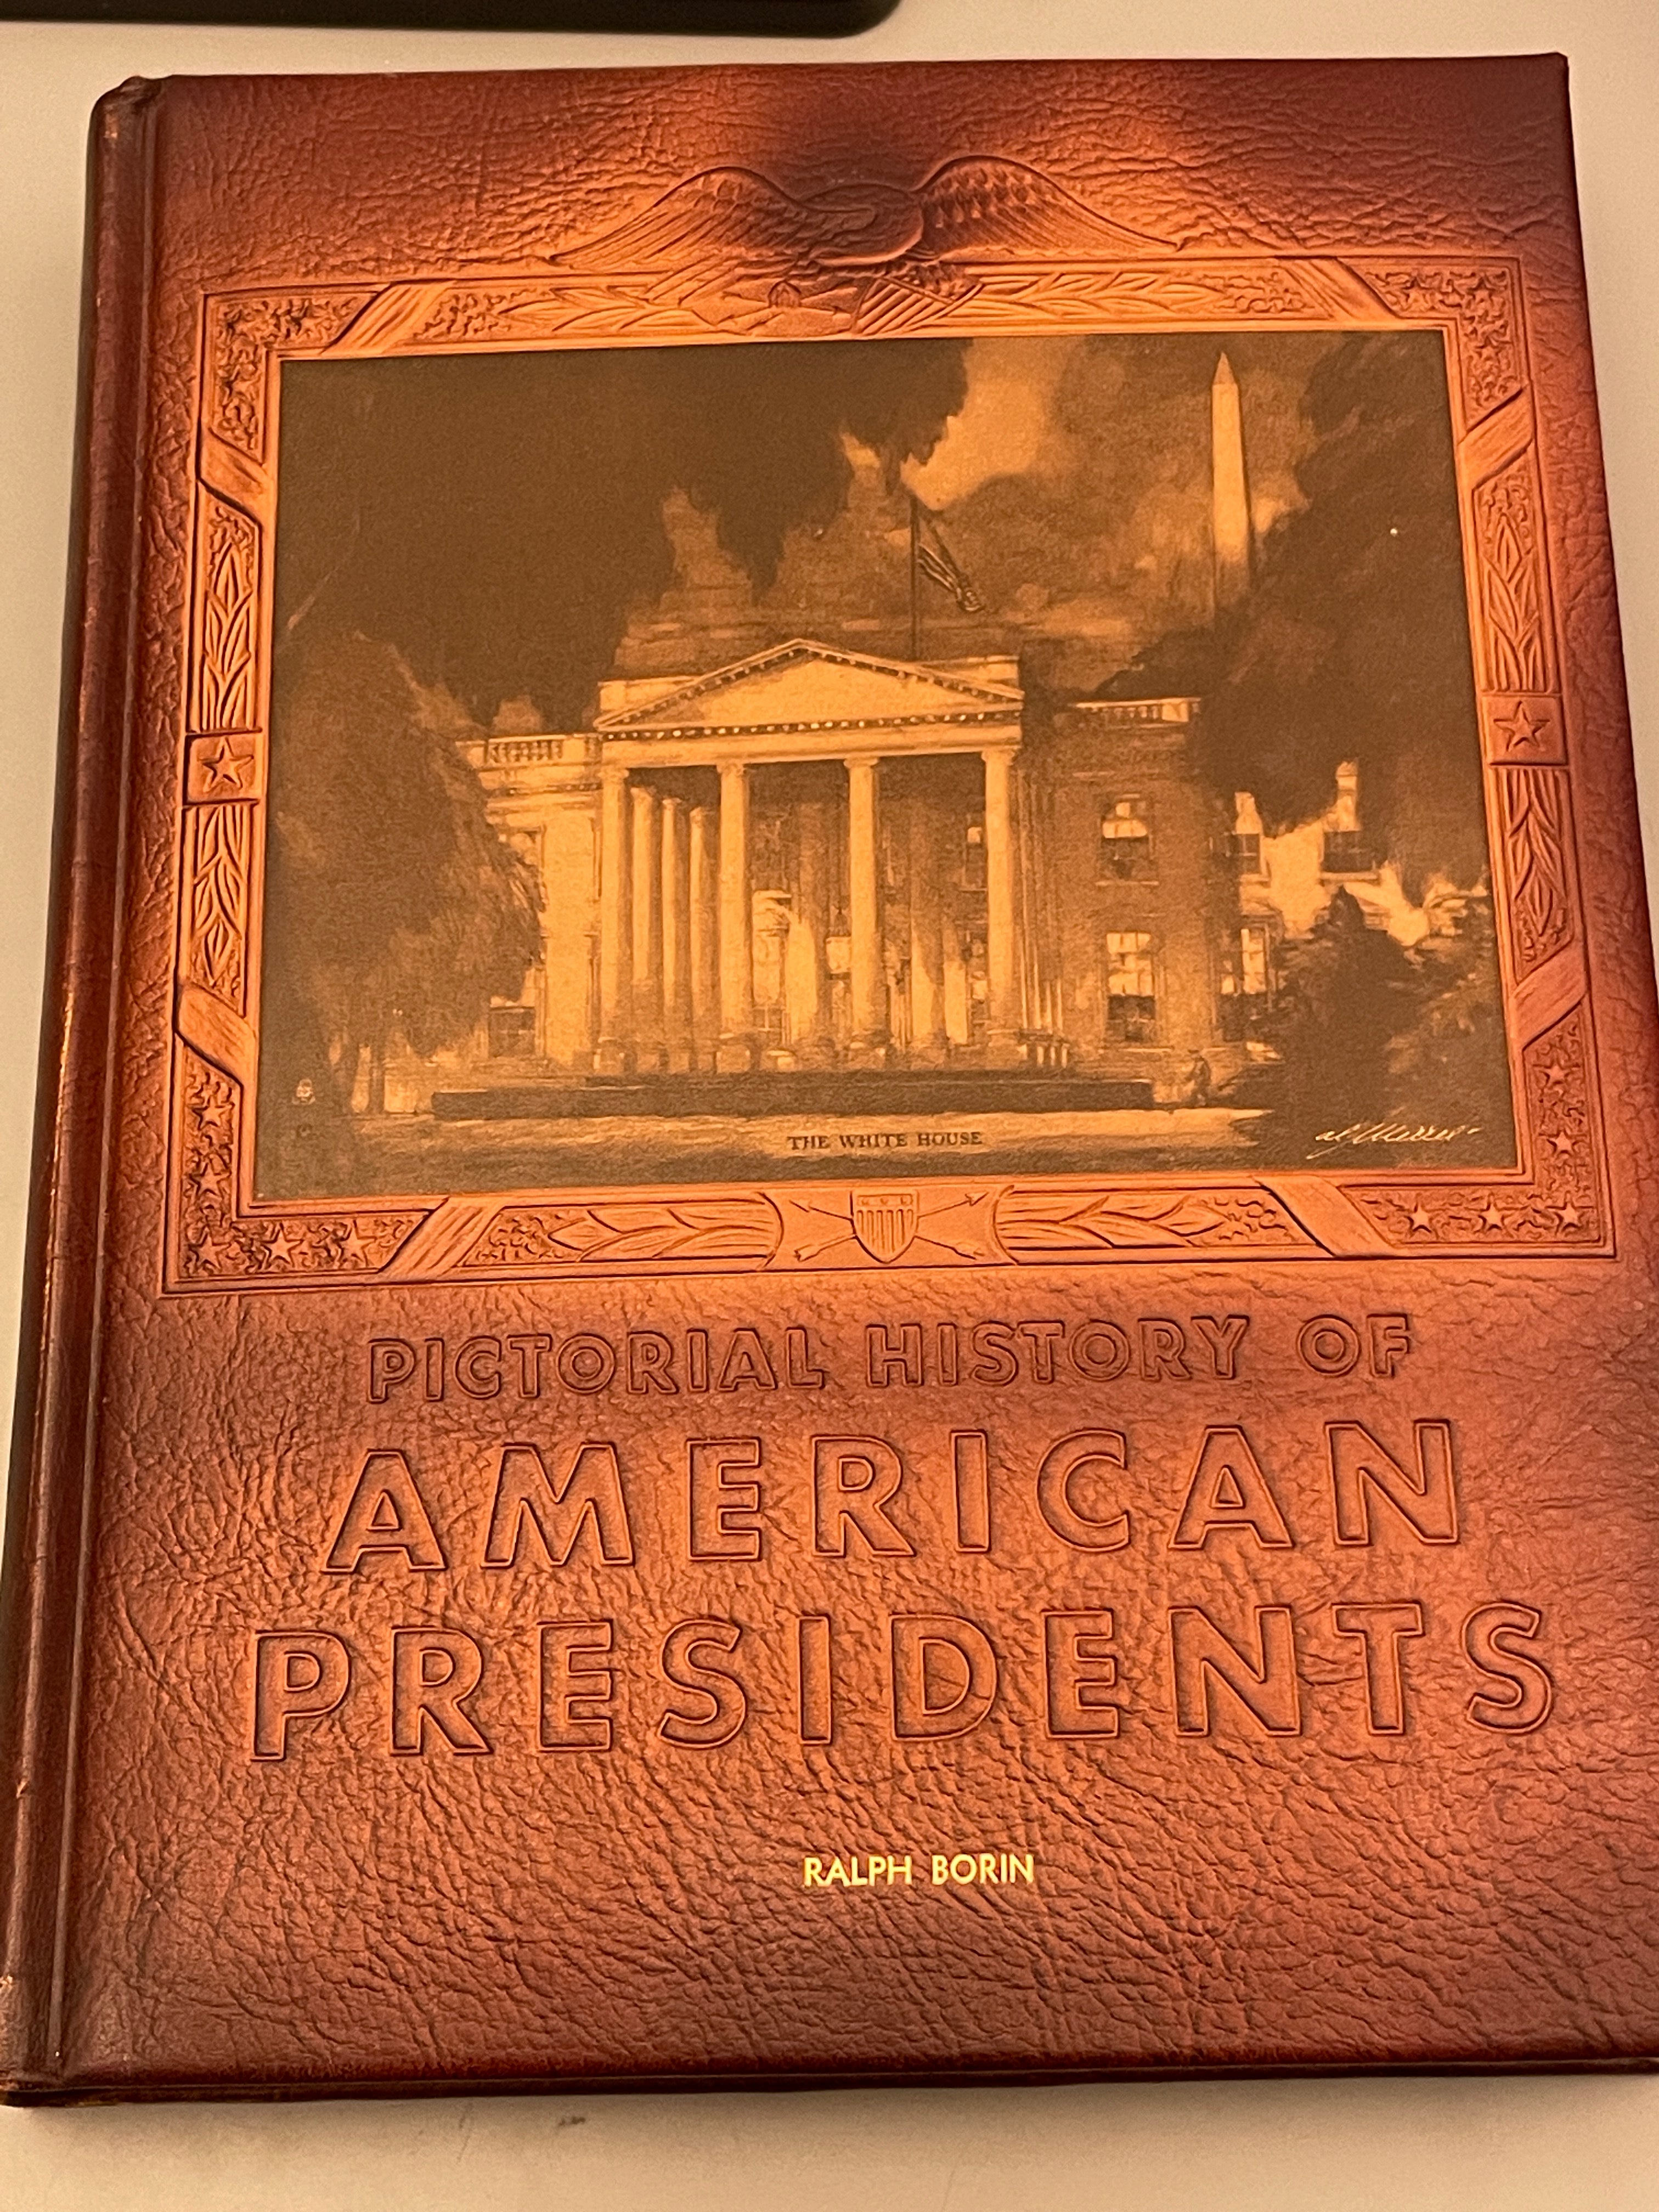 THE WHITE HOUSE
PICTORIAL HISTORY OF
AMERICAN
PRESIDENTS
RALPH BORIN